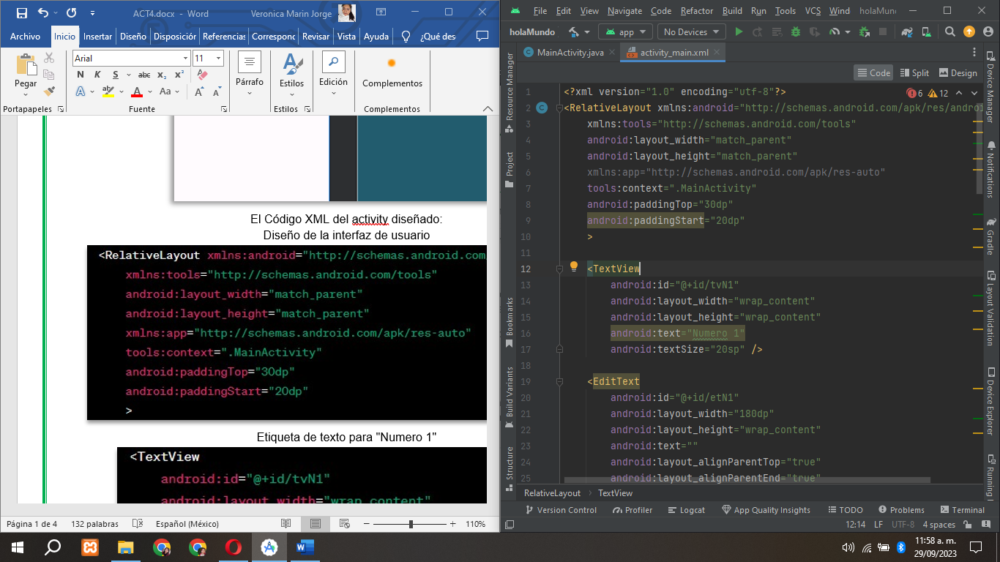 ACT4.docx - Word
Veronica Marin Jorge
Archivo
Inicio
Insertar
Diseño
Disposición
Referencias
Correspond
Revisar
Vista
Ayuda
¿Qué des
Arial
11
Pegar
N K S abc x₂ x²
A ab A Aa A A
Párrafo
Estilos
Edición
Complementos
Portapapeles
Fuente
Estilos
Complementos
El Código XML del activity diseñado:
Diseño de la interfaz de usuario
<RelativeLayout xmlns:android="http://schemas.android.com
xmlns:tools="http://schemas.android.com/tools"
android:layout_width="match_parent"
android:layout_height="match_parent"
xmlns:app="http://schemas.android.com/apk/res-auto"
tools:context=".MainActivity"
android:paddingTop="30dp"
android:paddingStart="20dp"
>
Etiqueta de texto para "Numero 1"
<TextView
android:id="@+id/tvN1"
android:layout_width="wrap_content"
Página 1 de 4
132 palabras
Español (México)
110%
File Edit View Navigate Code Refactor Build Run Tools VCS Wind
holaMund
holaMundo
app
No Devices
MainActivity.java
activity_main.xml
Code
Split
Design
6
12
1 <?xml version="1.0" encoding="utf-8"?>
2 <RelativeLayout xmlns:android="http://schemas.android.com/apk/res/androi
3 xmlns:tools="http://schemas.android.com/tools"
4 android:layout_width="match_parent"
5 android:layout_height="match_parent"
6 xmlns:app="http://schemas.android.com/apk/res-auto"
7 tools:context=".MainActivity"
8 android:paddingTop="30dp"
9 android:paddingStart="20dp"
10 >
11
12 <TextView
13 android:id="@+id/tvN1"
14 android:layout_width="wrap_content"
15 android:layout_height="wrap_content"
16 android:text="Numero 1"
17 android:textSize="20sp" />
18
19 <EditText
20 android:id="@+id/etN1"
21 android:layout_width="180dp"
22 android:layout_height="wrap_content"
23 android:text=""
24 android:layout_alignParentTop="true"
25 android:layout_alignParentEnd="true"
Resource Manager
Project
Bookmarks
Build Variants
Structure
Device Manager
Notifications
Gradle
Layout Validation
Device Explorer
Running
RelativeLayout
TextView
Version Control
Profiler
Logcat
App Quality Insights
TODO
Problems
Terminal
12:14
LF
UTF-8
4 spaces
11:58 a. m.
29/09/2023